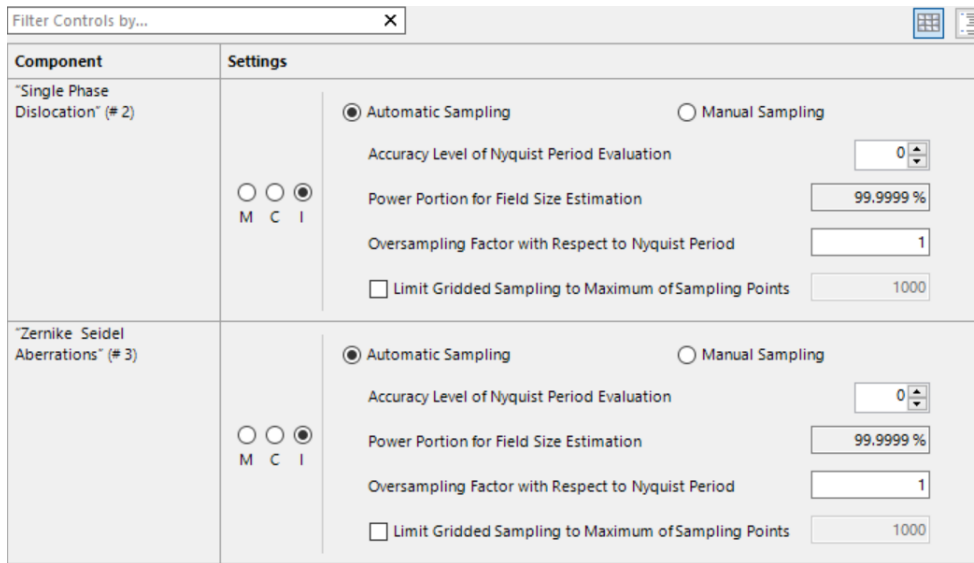 Filter Controls by...
Component Settings
"Single Phase
Dislocation" (# 2)
Automatic Sampling Manual Sampling
Accuracy Level of Nyquist Period Evaluation 0
M C I
Power Portion for Field Size Estimation 99.9999 %
Oversampling Factor with Respect to Nyquist Period 1
Limit Gridded Sampling to Maximum of Sampling Points 1000
"Zernike Seidel
Aberrations" (# 3)
Automatic Sampling Manual Sampling
Accuracy Level of Nyquist Period Evaluation 0
M C I
Power Portion for Field Size Estimation 99.9999 %
Oversampling Factor with Respect to Nyquist Period 1
Limit Gridded Sampling to Maximum of Sampling Points 1000